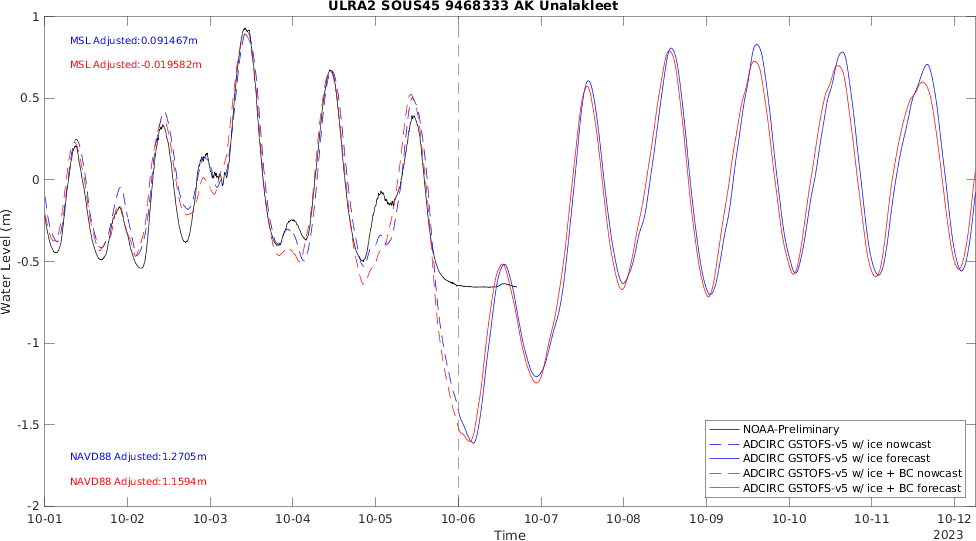 ULRA2 SOUS45 9468333 AK Unalakleet
MSL Adjusted:0.091467m
MSL Adjusted:-0.019582m
NAVD88 Adjusted:1.2705m
NAVD88 Adjusted:1.1594m
Water Level (m)
1
0.5
0
-0.5
-1
-1.5
-2
NOAA-Preliminary
ADCIRC GSTOFS-v5 w/ ice nowcast
ADCIRC GSTOFS-v5 w/ ice forecast
ADCIRC GSTOFS-v5 w/ ice + BC nowcast
ADCIRC GSTOFS-v5 w/ ice + BC forecast
10-01 10-02 10-03 10-04 10-05 10-06 10-07 10-08 10-09 10-10 10-11 10-12
Time
2023